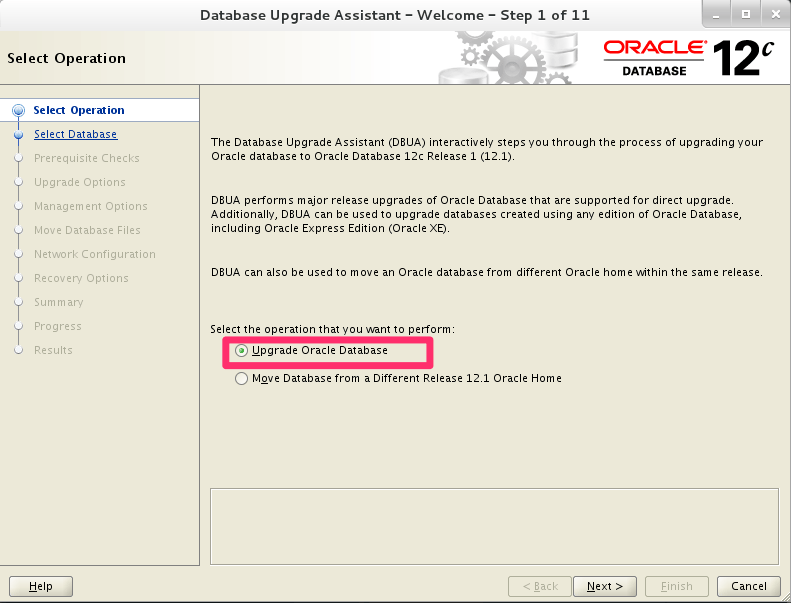 Database Upgrade Assistant - Welcome - Step 1 of 11
Select Operation
ORACLE
DATABASE
12c
Select Operation
Select Database
Prerequisite Checks
Upgrade Options
Management Options
Move Database Files
Network Configuration
Recovery Options
Summary
Progress
Results
The Database Upgrade Assistant (DBUA) interactively steps you through the process of upgrading your
Oracle database to Oracle Database 12c Release 1 (12.1).
DBUA performs major release upgrades of Oracle Database that are supported for direct upgrade.
Additionally, DBUA can be used to upgrade databases created using any edition of Oracle Database,
including Oracle Express Edition (Oracle XE).
DBUA can also be used to move an Oracle database from different Oracle home within the same release.
Select the operation that you want to perform:
Upgrade Oracle Database
Move Database from a Different Release 12.1 Oracle Home
Help
< Back
Next >
Finish
Cancel